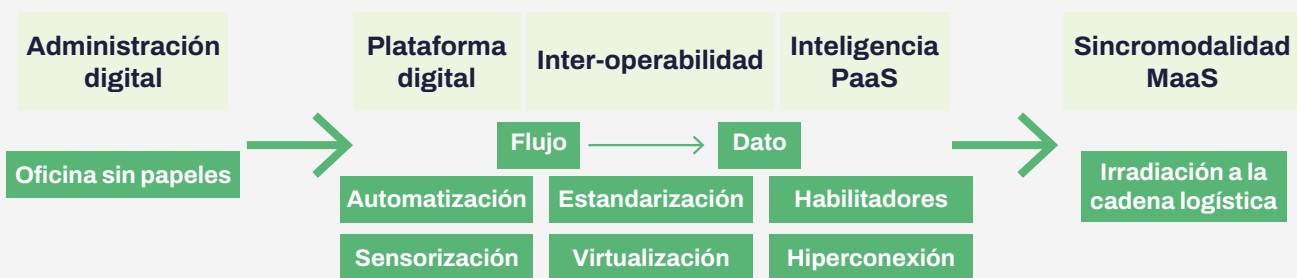 Administración
digital
Plataforma
digital
Inter-operabilidad
Inteligencia
PaaS
Sincromodalidad
MaaS
Oficina sin papeles
Flujo
Dato
Automatización
Estandarización
Habilitadores
Sensorización
Virtualización
Hiperconexión
Irradiación a la
cadena logística